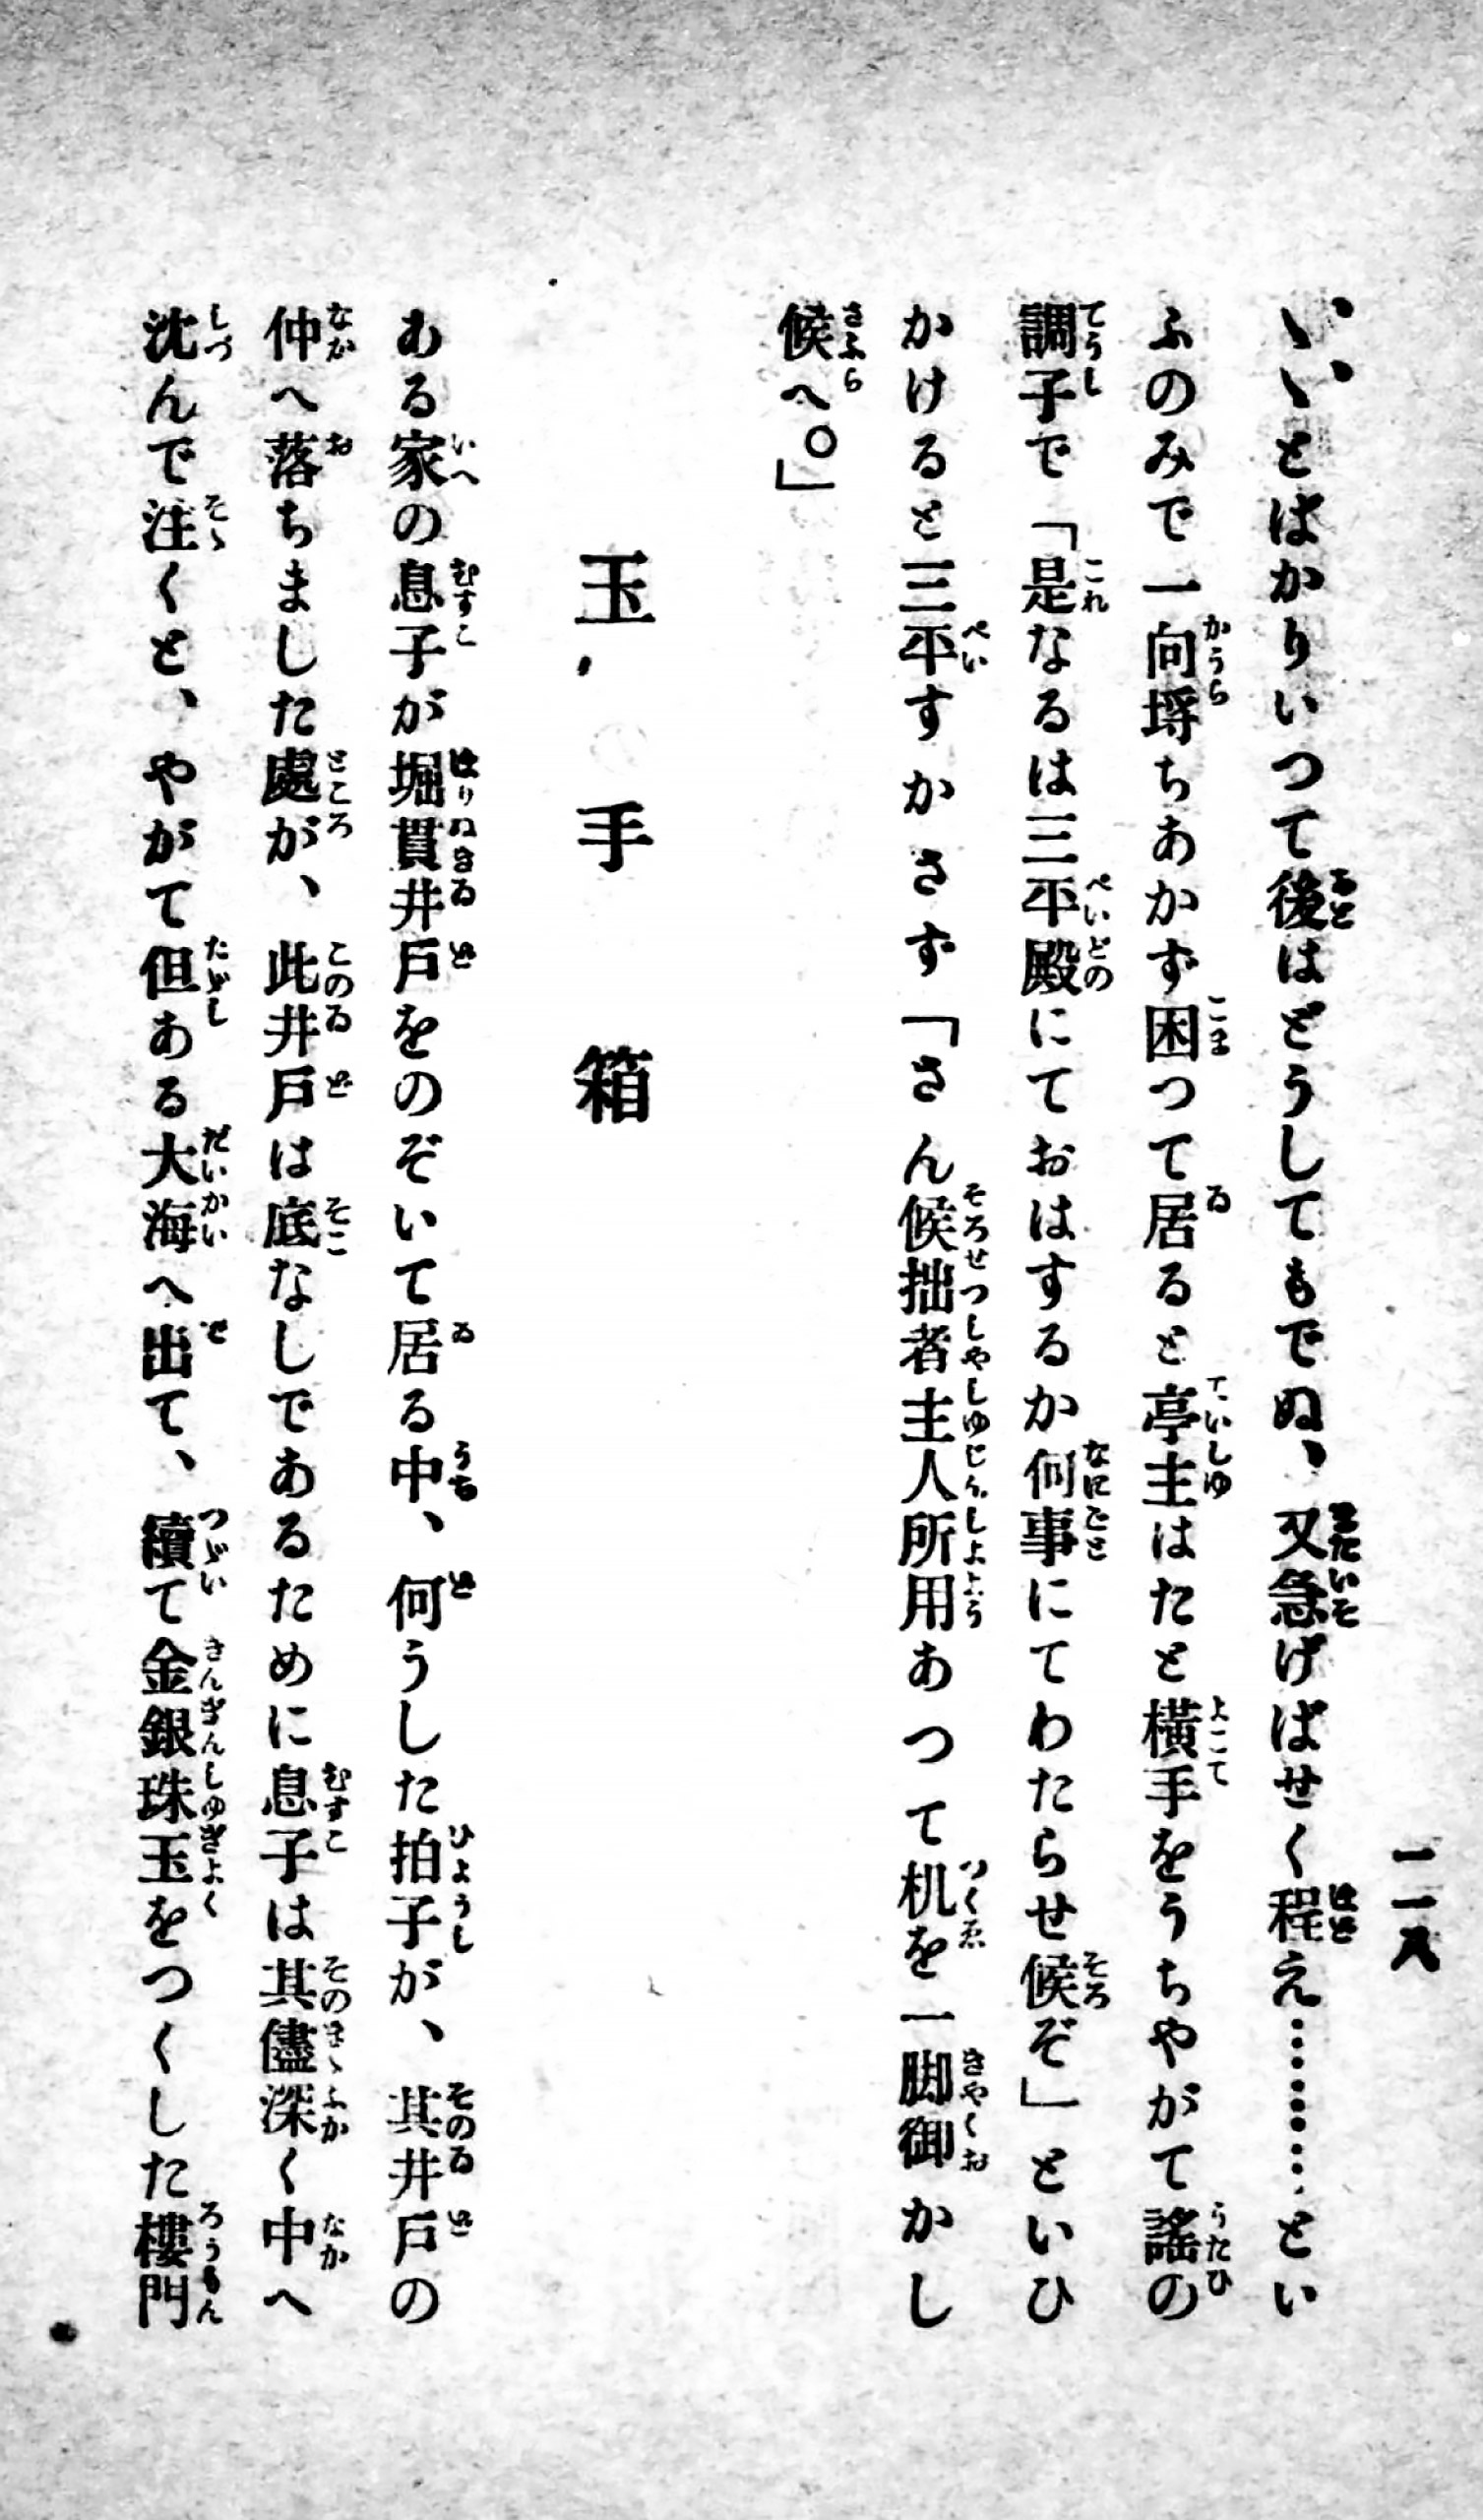 一一八
い、いゝとばかりいつて後はどうしてもでぬ、又急げばせく程え…………とい
ふのみで一向埓ちあかず困つて居ると亭主はたと横手をうちやがて謠の
調子で「是なるは三平殿にておはするか何事にてわたらせ候ぞ」といひ
かけると三平すかさず「さん候拙者主人所用あつて机を一脚御かし
候へ。」
玉手箱
ある家の息子が堀貫井戸をのぞいて居る中、何うした拍子が、其井戸の
仲へ落ちました處が、此井戸は底なしであるために息子は其儘深く中へ
沈んで注くと、やがて但ある大海へ出て、續て金銀珠玉をつくした樓門